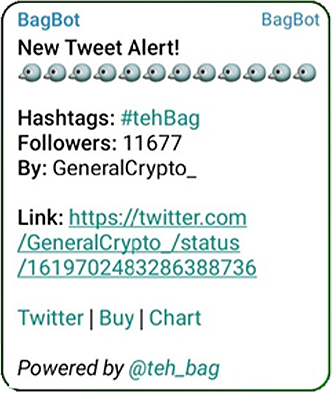 BagBot BagBot
New Tweet Alert!
🐦🐦🐦🐦🐦🐦🐦🐦🐦🐦🐦🐦
Hashtags: #tehBag
Followers: 11677
By: GeneralCrypto_
Link: https://twitter.com
/GeneralCrypto_/status
/1619702483286388736
Twitter | Buy | Chart
Powered by @teh_bag